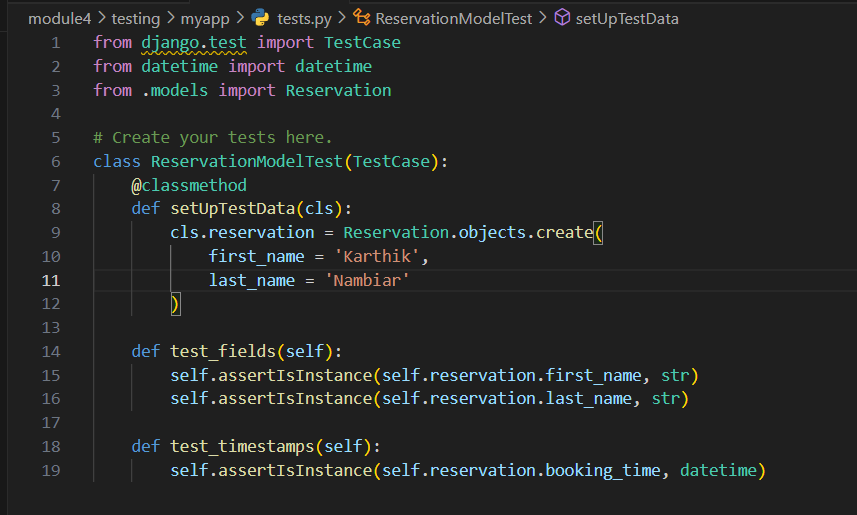 module4 > testing > myapp > tests.py > ReservationModelTest > setUpTestData
1 from django.test import TestCase
2 from datetime import datetime
3 from .models import Reservation
4
5 # Create your tests here.
6 class ReservationModelTest(TestCase):
7     @classmethod
8     def setUpTestData(cls):
9         cls.reservation = Reservation.objects.create(
10             first_name = 'Karthik',
11             last_name = 'Nambiar'
12         )
13
14     def test_fields(self):
15         self.assertIsInstance(self.reservation.first_name, str)
16         self.assertIsInstance(self.reservation.last_name, str)
17
18     def test_timestamps(self):
19         self.assertIsInstance(self.reservation.booking_time, datetime)